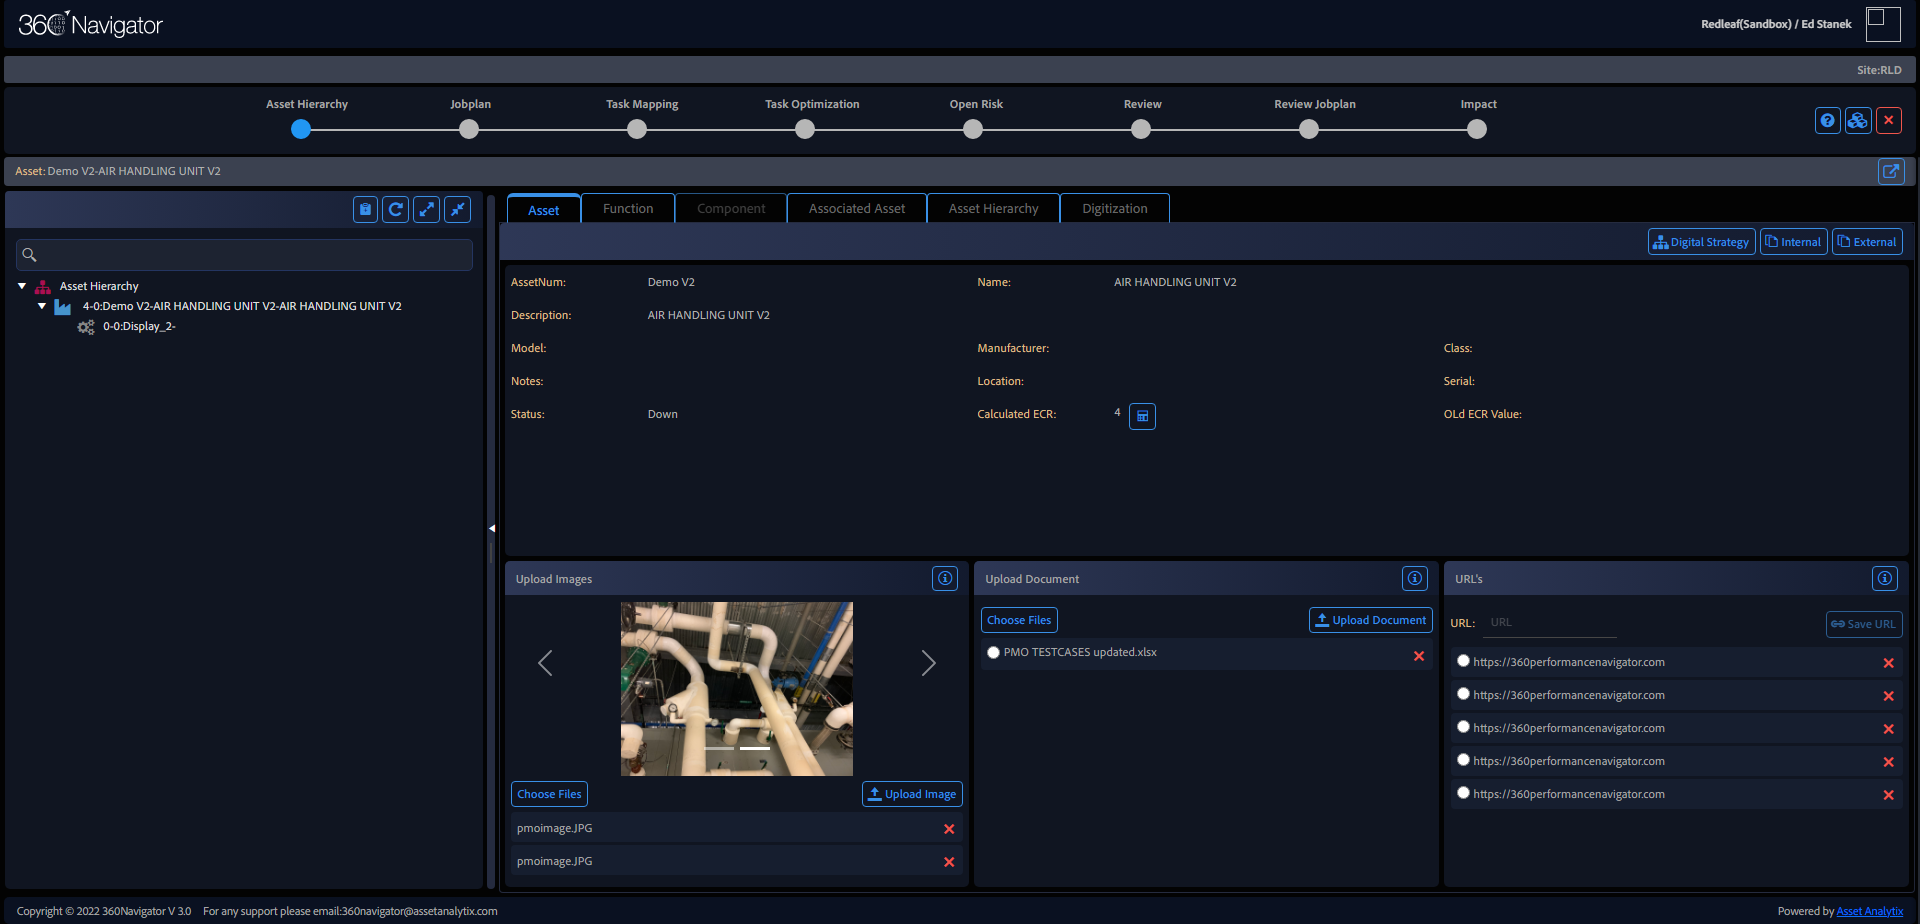 360 Navigator
Redleaf(Sandbox) / Ed Stanek
Site:RLD
Asset Hierarchy
Jobplan
Task Mapping
Task Optimization
Open Risk
Review
Review Jobplan
Impact
Asset: Demo V2-AIR HANDLING UNIT V2
Asset Hierarchy
4-0:Demo V2-AIR HANDLING UNIT V2-AIR HANDLING UNIT V2
0-0:Display_2-
Asset
Function
Component
Associated Asset
Asset Hierarchy
Digitization
Digital Strategy
Internal
External
AssetNum: Demo V2
Name: AIR HANDLING UNIT V2
Description: AIR HANDLING UNIT V2
Model:
Manufacturer:
Class:
Notes:
Location:
Serial:
Status: Down
Calculated ECR: 4
OLd ECR Value:
Upload Images
Choose Files
Upload Image
pmoimage.JPG
pmoimage.JPG
Upload Document
Choose Files
Upload Document
PMO TESTCASES updated.xlsx
URL's
URL: URL
Save URL
https://360performancenavigator.com
https://360performancenavigator.com
https://360performancenavigator.com
https://360performancenavigator.com
https://360performancenavigator.com
Copyright © 2022 360Navigator V 3.0 For any support please email:360navigator@assetanalytix.com
Powered by Asset Analytix